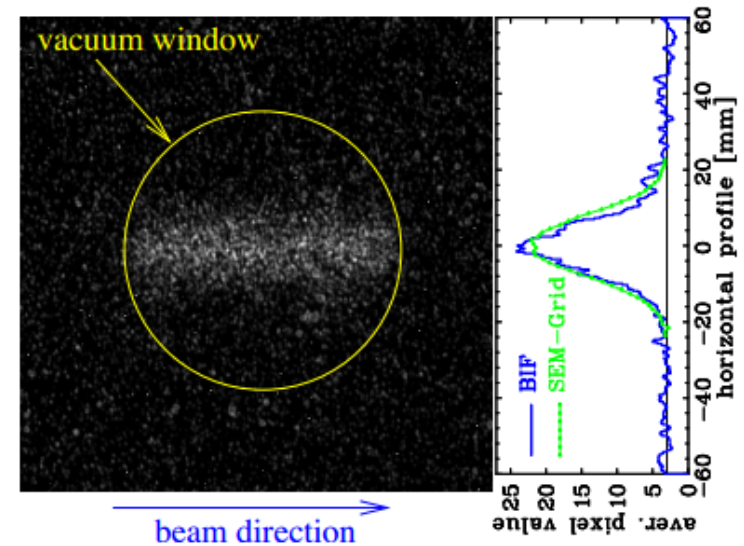 vacuum window
beam direction
BIF
SEM-Grid
25 20 15 10 5 0
aver. pixel value
-60 -40 -20 0 20 40 60
horizontal profile [mm]